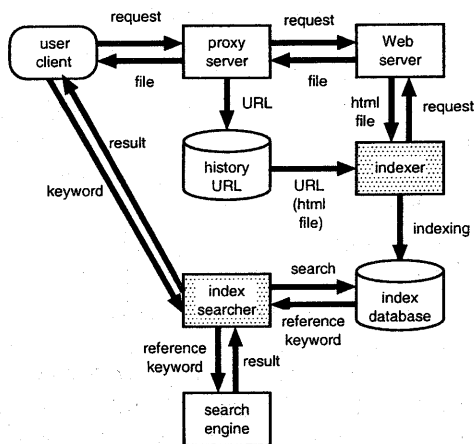 request
request
user
client
proxy
server
Web
server
file
file
URL
html
file
request
result
history
URL
URL
(html
file)
indexer
keyword
indexing
search
index
searcher
index
database
reference
keyword
reference
keyword
result
search
engine